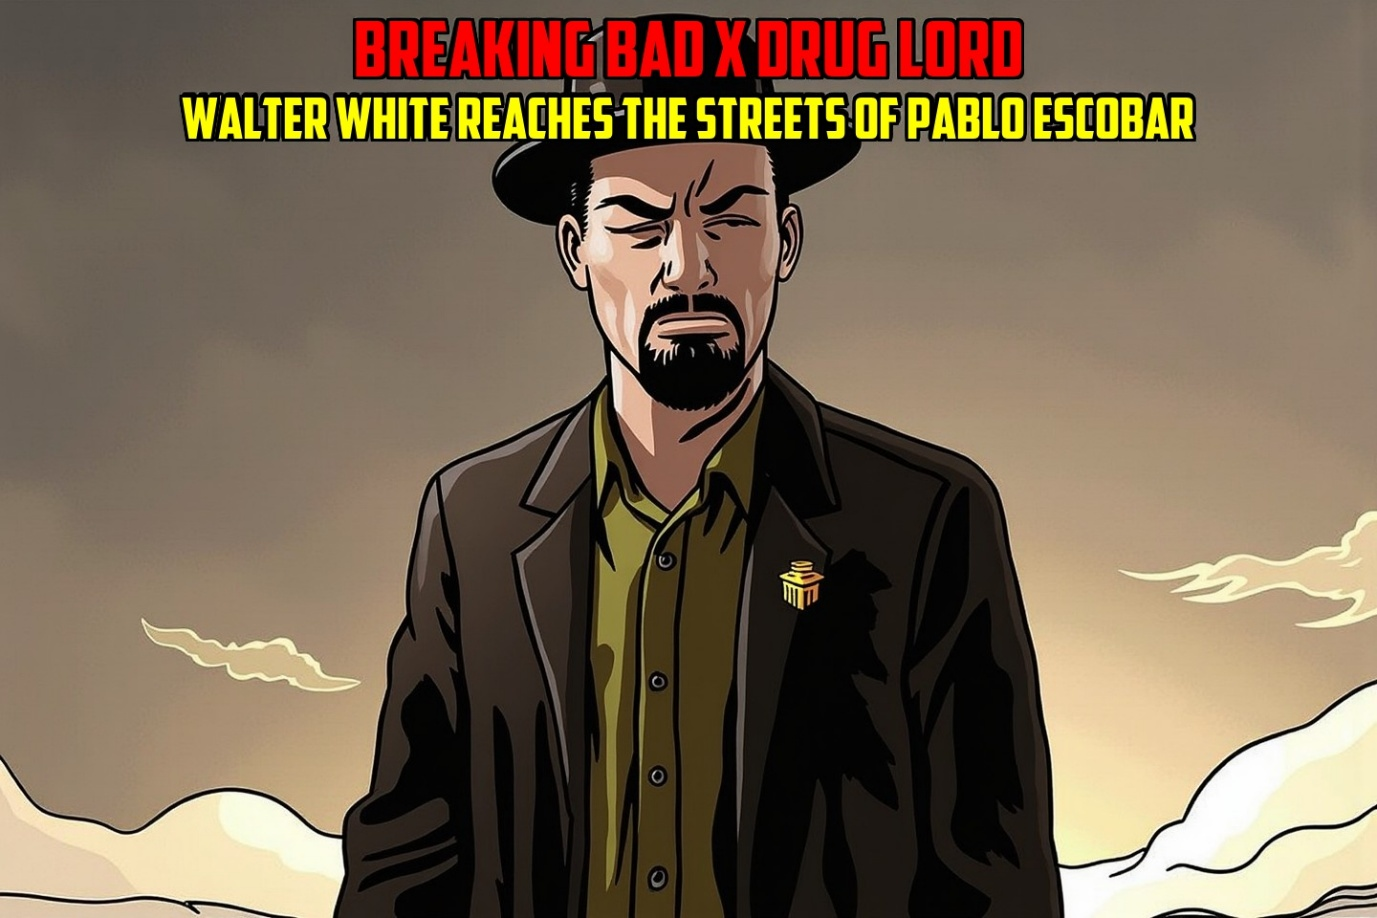 BREAKING BAD X DRUG LORD
WALTER WHITE REACHES THE STREETS OF PABLO ESCOBAR